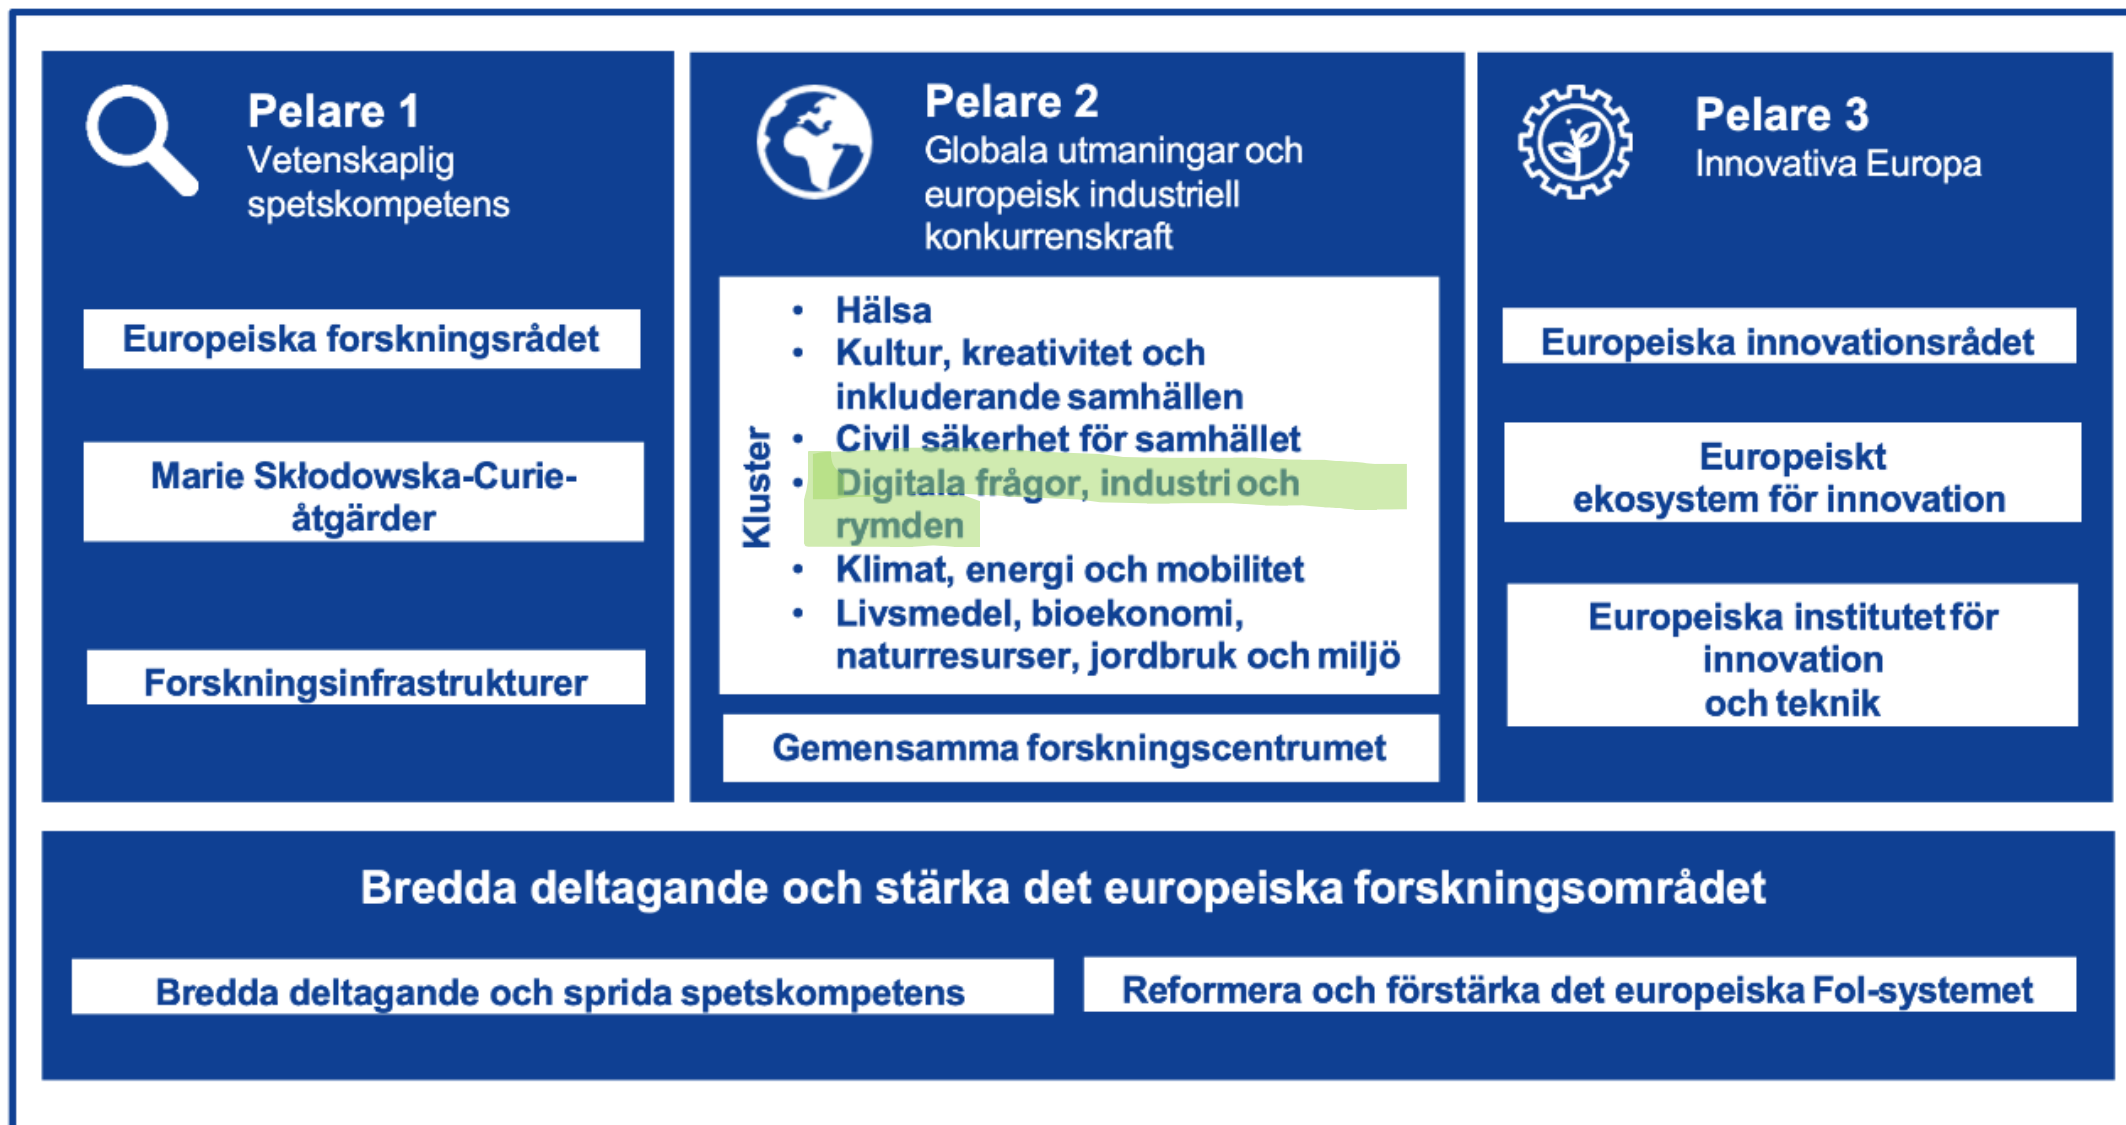 Pelare 1
Vetenskaplig
spetskompetens
Europeiska forskningsrådet
Marie Skłodowska-Curie-
åtgärder
Forskningsinfrastrukturer
Pelare 2
Globala utmaningar och
europeisk industriell
konkurrenskraft
Kluster
• Hälsa
• Kultur, kreativitet och
inkluderande samhällen
• Civil säkerhet för samhället
• Digitala frågor, industri och
rymden
• Klimat, energi och mobilitet
• Livsmedel, bioekonomi,
naturresurser, jordbruk och miljö
Gemensamma forskningscentrumet
Pelare 3
Innovativa Europa
Europeiska innovationsrådet
Europeiskt
ekosystem för innovation
Europeiska institutet för
innovation
och teknik
Bredda deltagande och stärka det europeiska forskningsområdet
Bredda deltagande och sprida spetskompetens
Reformera och förstärka det europeiska FoI-systemet